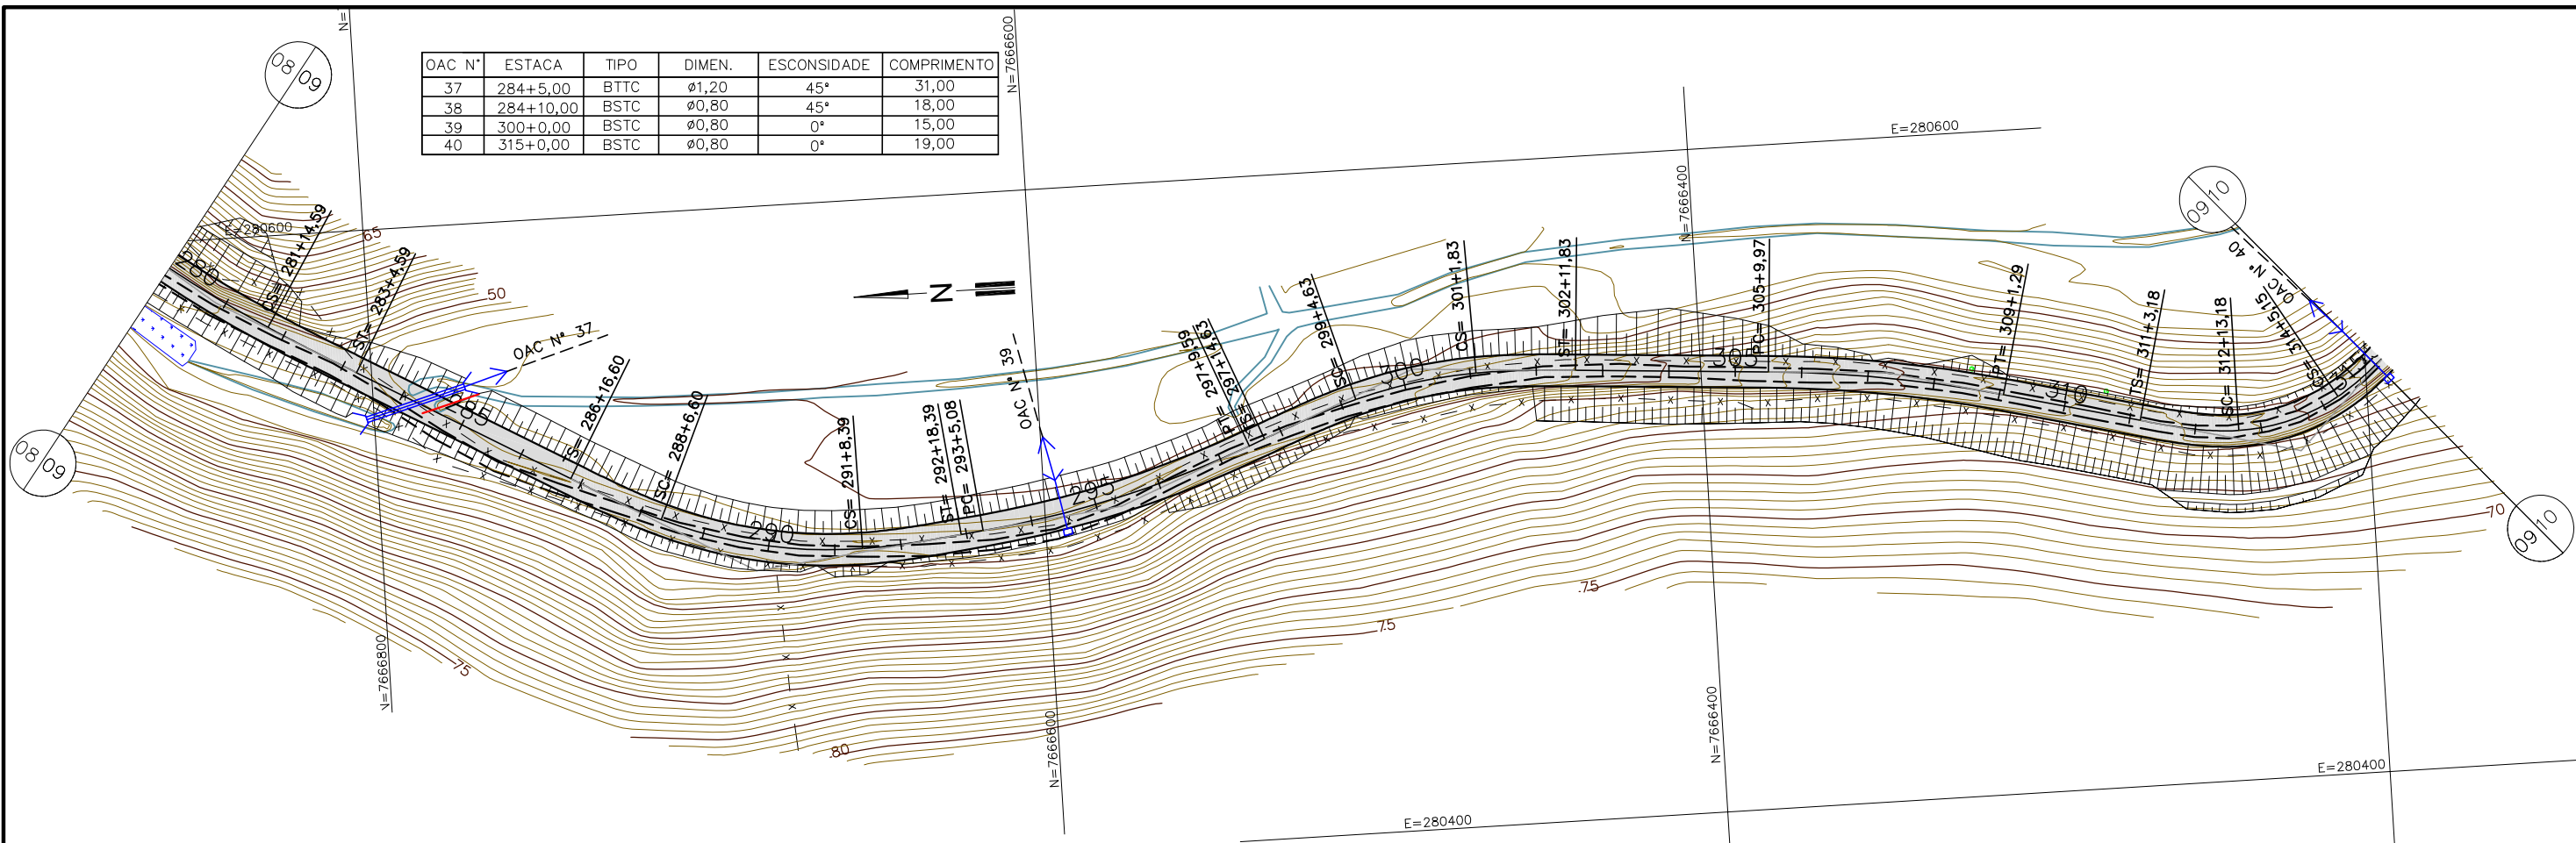 OAC N° ESTACA TIPO DIMEN. ESCONSIDADE COMPRIMENTO
37 284+5,00 BTTC ø1,20 45° 31,00
38 284+10,00 BSTC ø0,80 45° 18,00
39 300+0,00 BSTC ø0,80 0° 15,00
40 315+0,00 BSTC ø0,80 0° 19,00
08 09
08 09
09 10
09 10
N=7666600
N=7666400
E=280600
E=280600
65
50
280
CS= 281+14,59
ST= 283+4,59
OAC N° 37
285
TS= 286+16,60
SC= 288+6,60
290
CS= 291+8,39
ST= 292+18,39
PC= 293+5,08
N
OAC N° 39
295
PT= 297+9,59
TS= 297+14,63
SC= 299+4,63
300
CS= 301+1,83
ST= 302+11,83
305
PC= 305+9,97
PT= 309+1,29
310
TS= 311+3,18
SC= 312+13,18
CS= 314+5,15
315
OAC N° 40
70
75
75
75
80
N=7666800
N=7666600
N=7666400
E=280400
E=280400